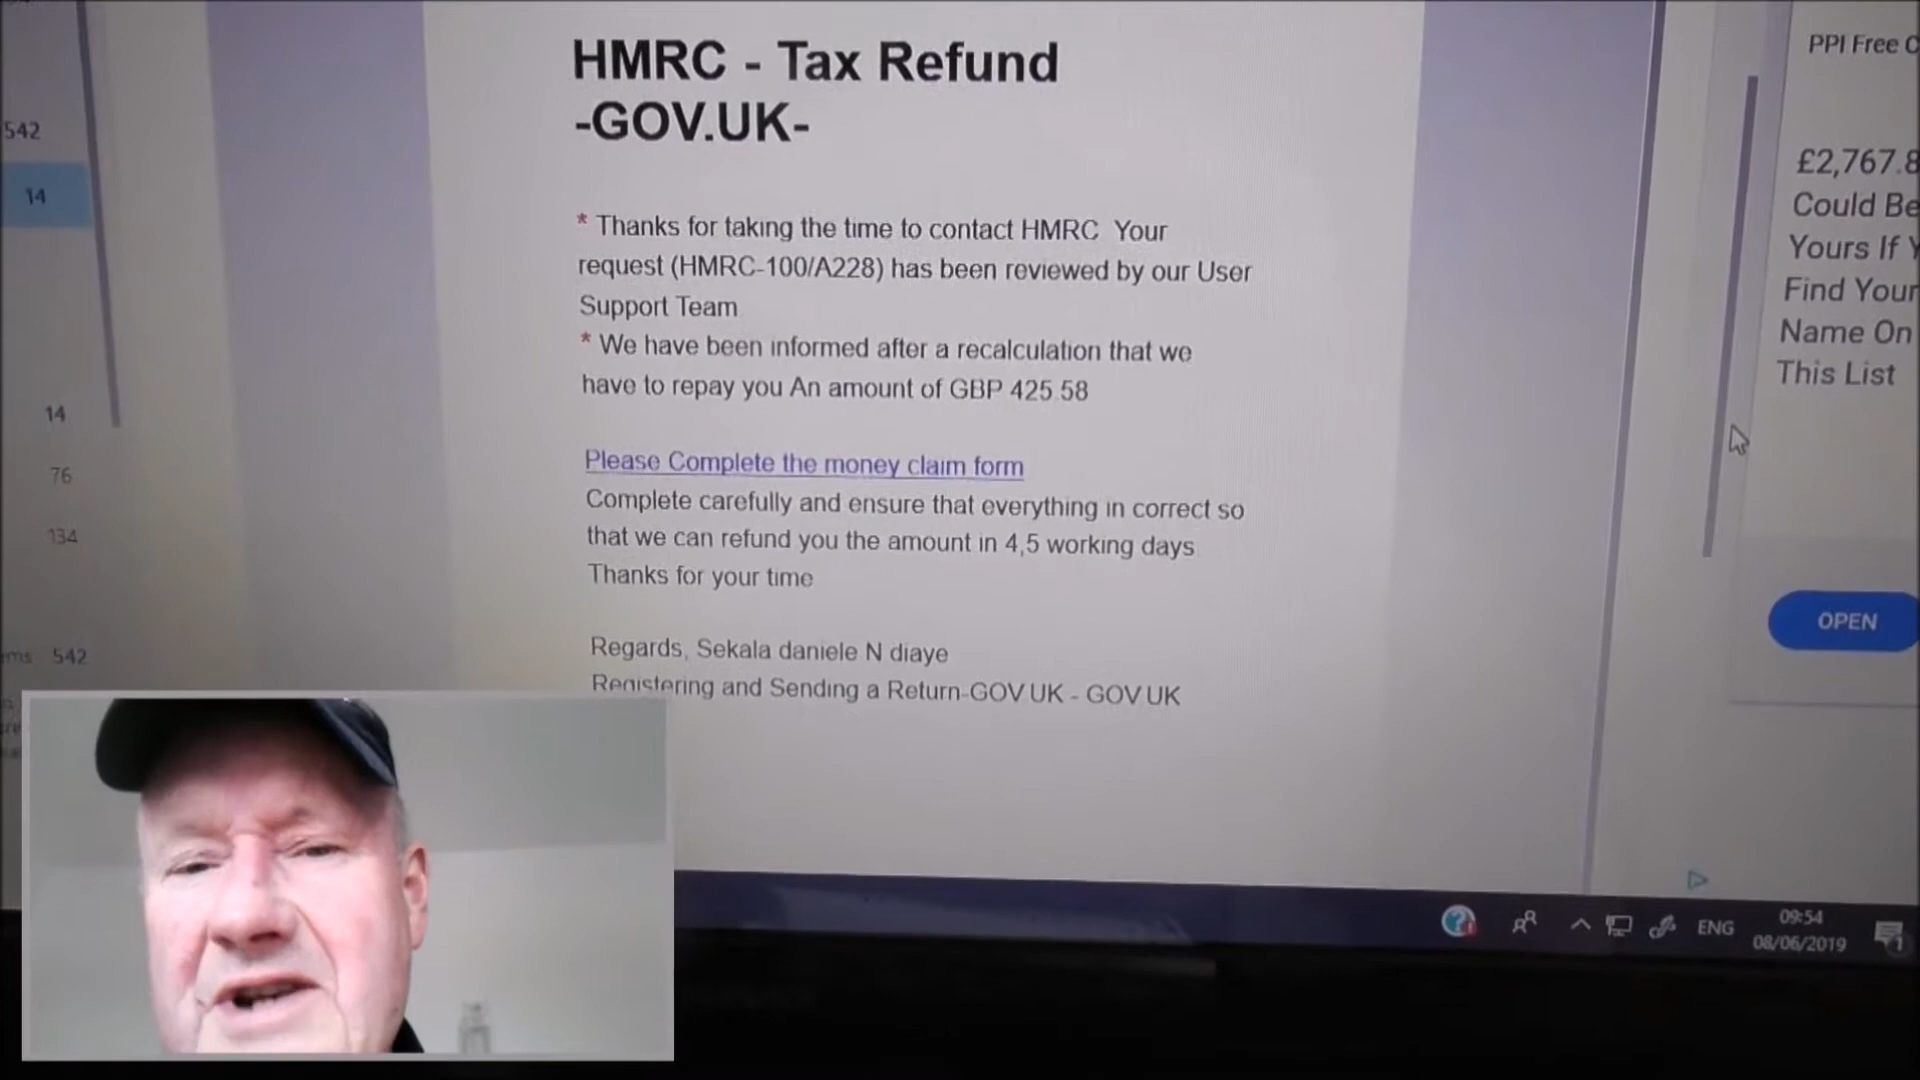 HMRC - Tax Refund
-GOV.UK-
* Thanks for taking the time to contact HMRC Your
request (HMRC-100/A228) has been reviewed by our User
Support Team
* We have been informed after a recalculation that we
have to repay you An amount of GBP 425 58
Please Complete the money claim form
Complete carefully and ensure that everything in correct so
that we can refund you the amount in 4,5 working days
Thanks for your time
Regards, Sekala daniele N diaye
Registering and Sending a Return-GOV UK - GOV UK
542
14
14
76
134
542
PPI Free
£2,767.8
Could Be
Yours If
Find Your
Name On
This List
OPEN
ENG
09:54
08/06/2019
1